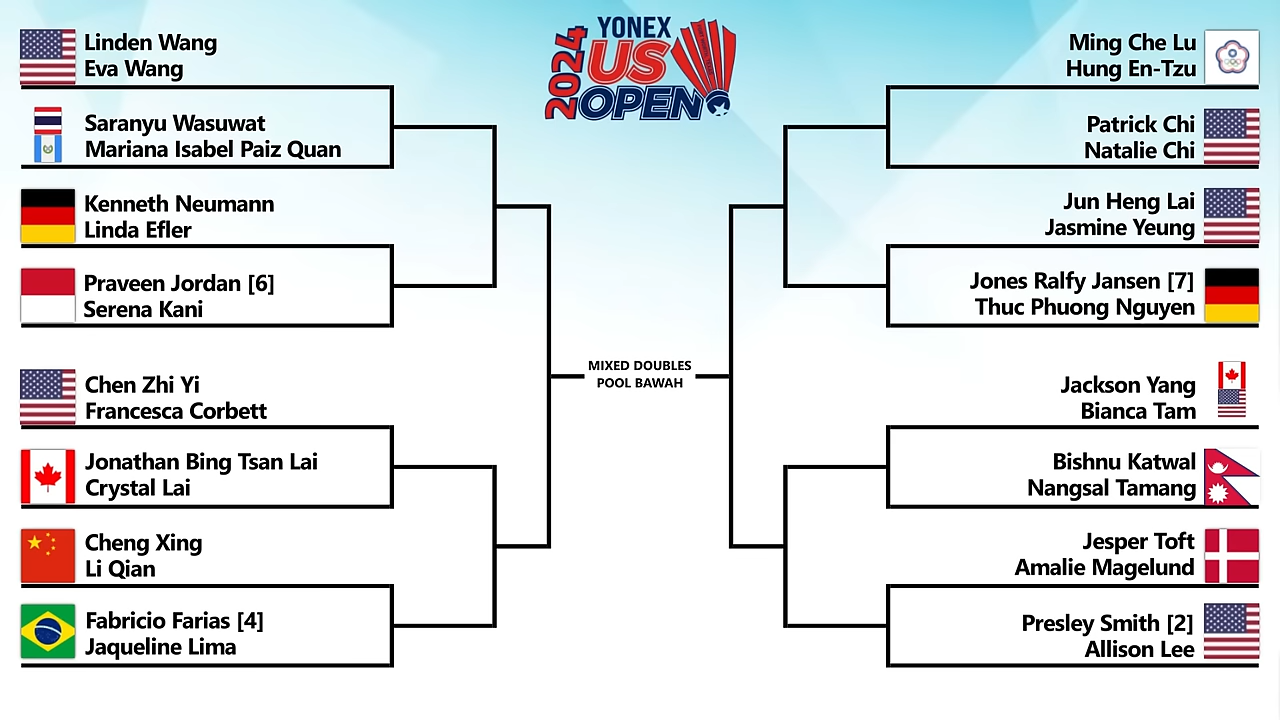 2024
YONEX
US
OPEN
Linden Wang
Eva Wang
Saranyu Wasuwat
Mariana Isabel Paiz Quan
Kenneth Neumann
Linda Efler
Praveen Jordan [6]
Serena Kani
Chen Zhi Yi
Francesca Corbett
Jonathan Bing Tsan Lai
Crystal Lai
Cheng Xing
Li Qian
Fabricio Farias [4]
Jaqueline Lima
MIXED DOUBLES
POOL BAWAH
Ming Che Lu
Hung En-Tzu
Patrick Chi
Natalie Chi
Jun Heng Lai
Jasmine Yeung
Jones Ralfy Jansen [7]
Thuc Phuong Nguyen
Jackson Yang
Bianca Tam
Bishnu Katwal
Nangsal Tamang
Jesper Toft
Amalie Magelund
Presley Smith [2]
Allison Lee